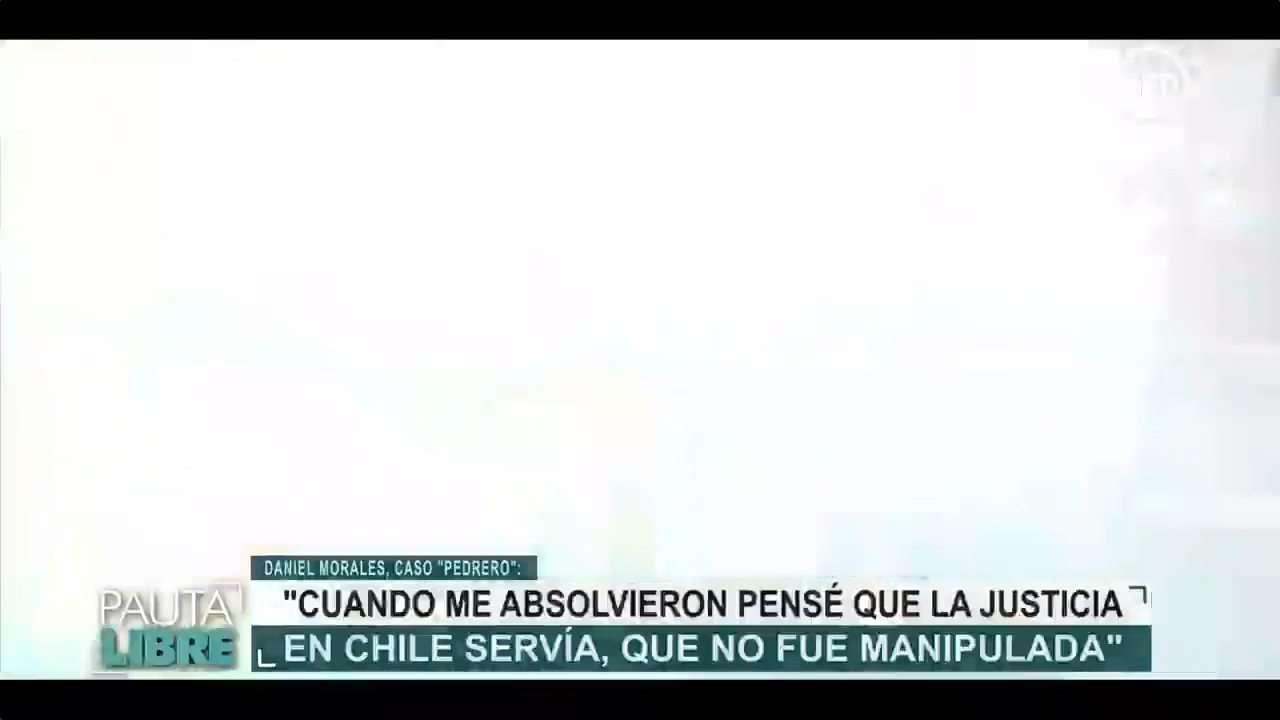 DANIEL MORALES, CASO "PEDRERO":
PAUTA
LIBRE
"CUANDO ME ABSOLVIERON PENSÉ QUE LA JUSTICIA
EN CHILE SERVÍA, QUE NO FUE MANIPULADA"